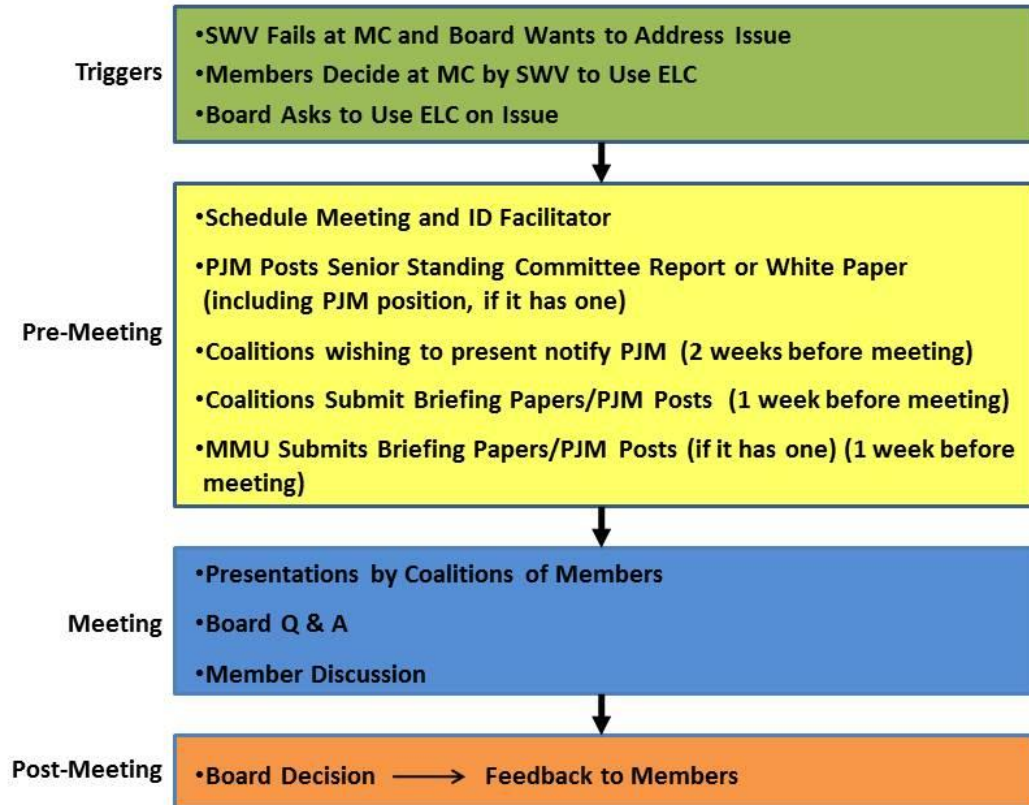 Triggers
•SWV Fails at MC and Board Wants to Address Issue
•Members Decide at MC by SWV to Use ELC
•Board Asks to Use ELC on Issue
Pre-Meeting
•Schedule Meeting and ID Facilitator
•PJM Posts Senior Standing Committee Report or White Paper
(including PJM position, if it has one)
•Coalitions wishing to present notify PJM (2 weeks before meeting)
•Coalitions Submit Briefing Papers/PJM Posts (1 week before meeting)
•MMU Submits Briefing Papers/PJM Posts (if it has one) (1 week before
meeting)
Meeting
•Presentations by Coalitions of Members
•Board Q & A
•Member Discussion
Post-Meeting
•Board Decision ⟶ Feedback to Members